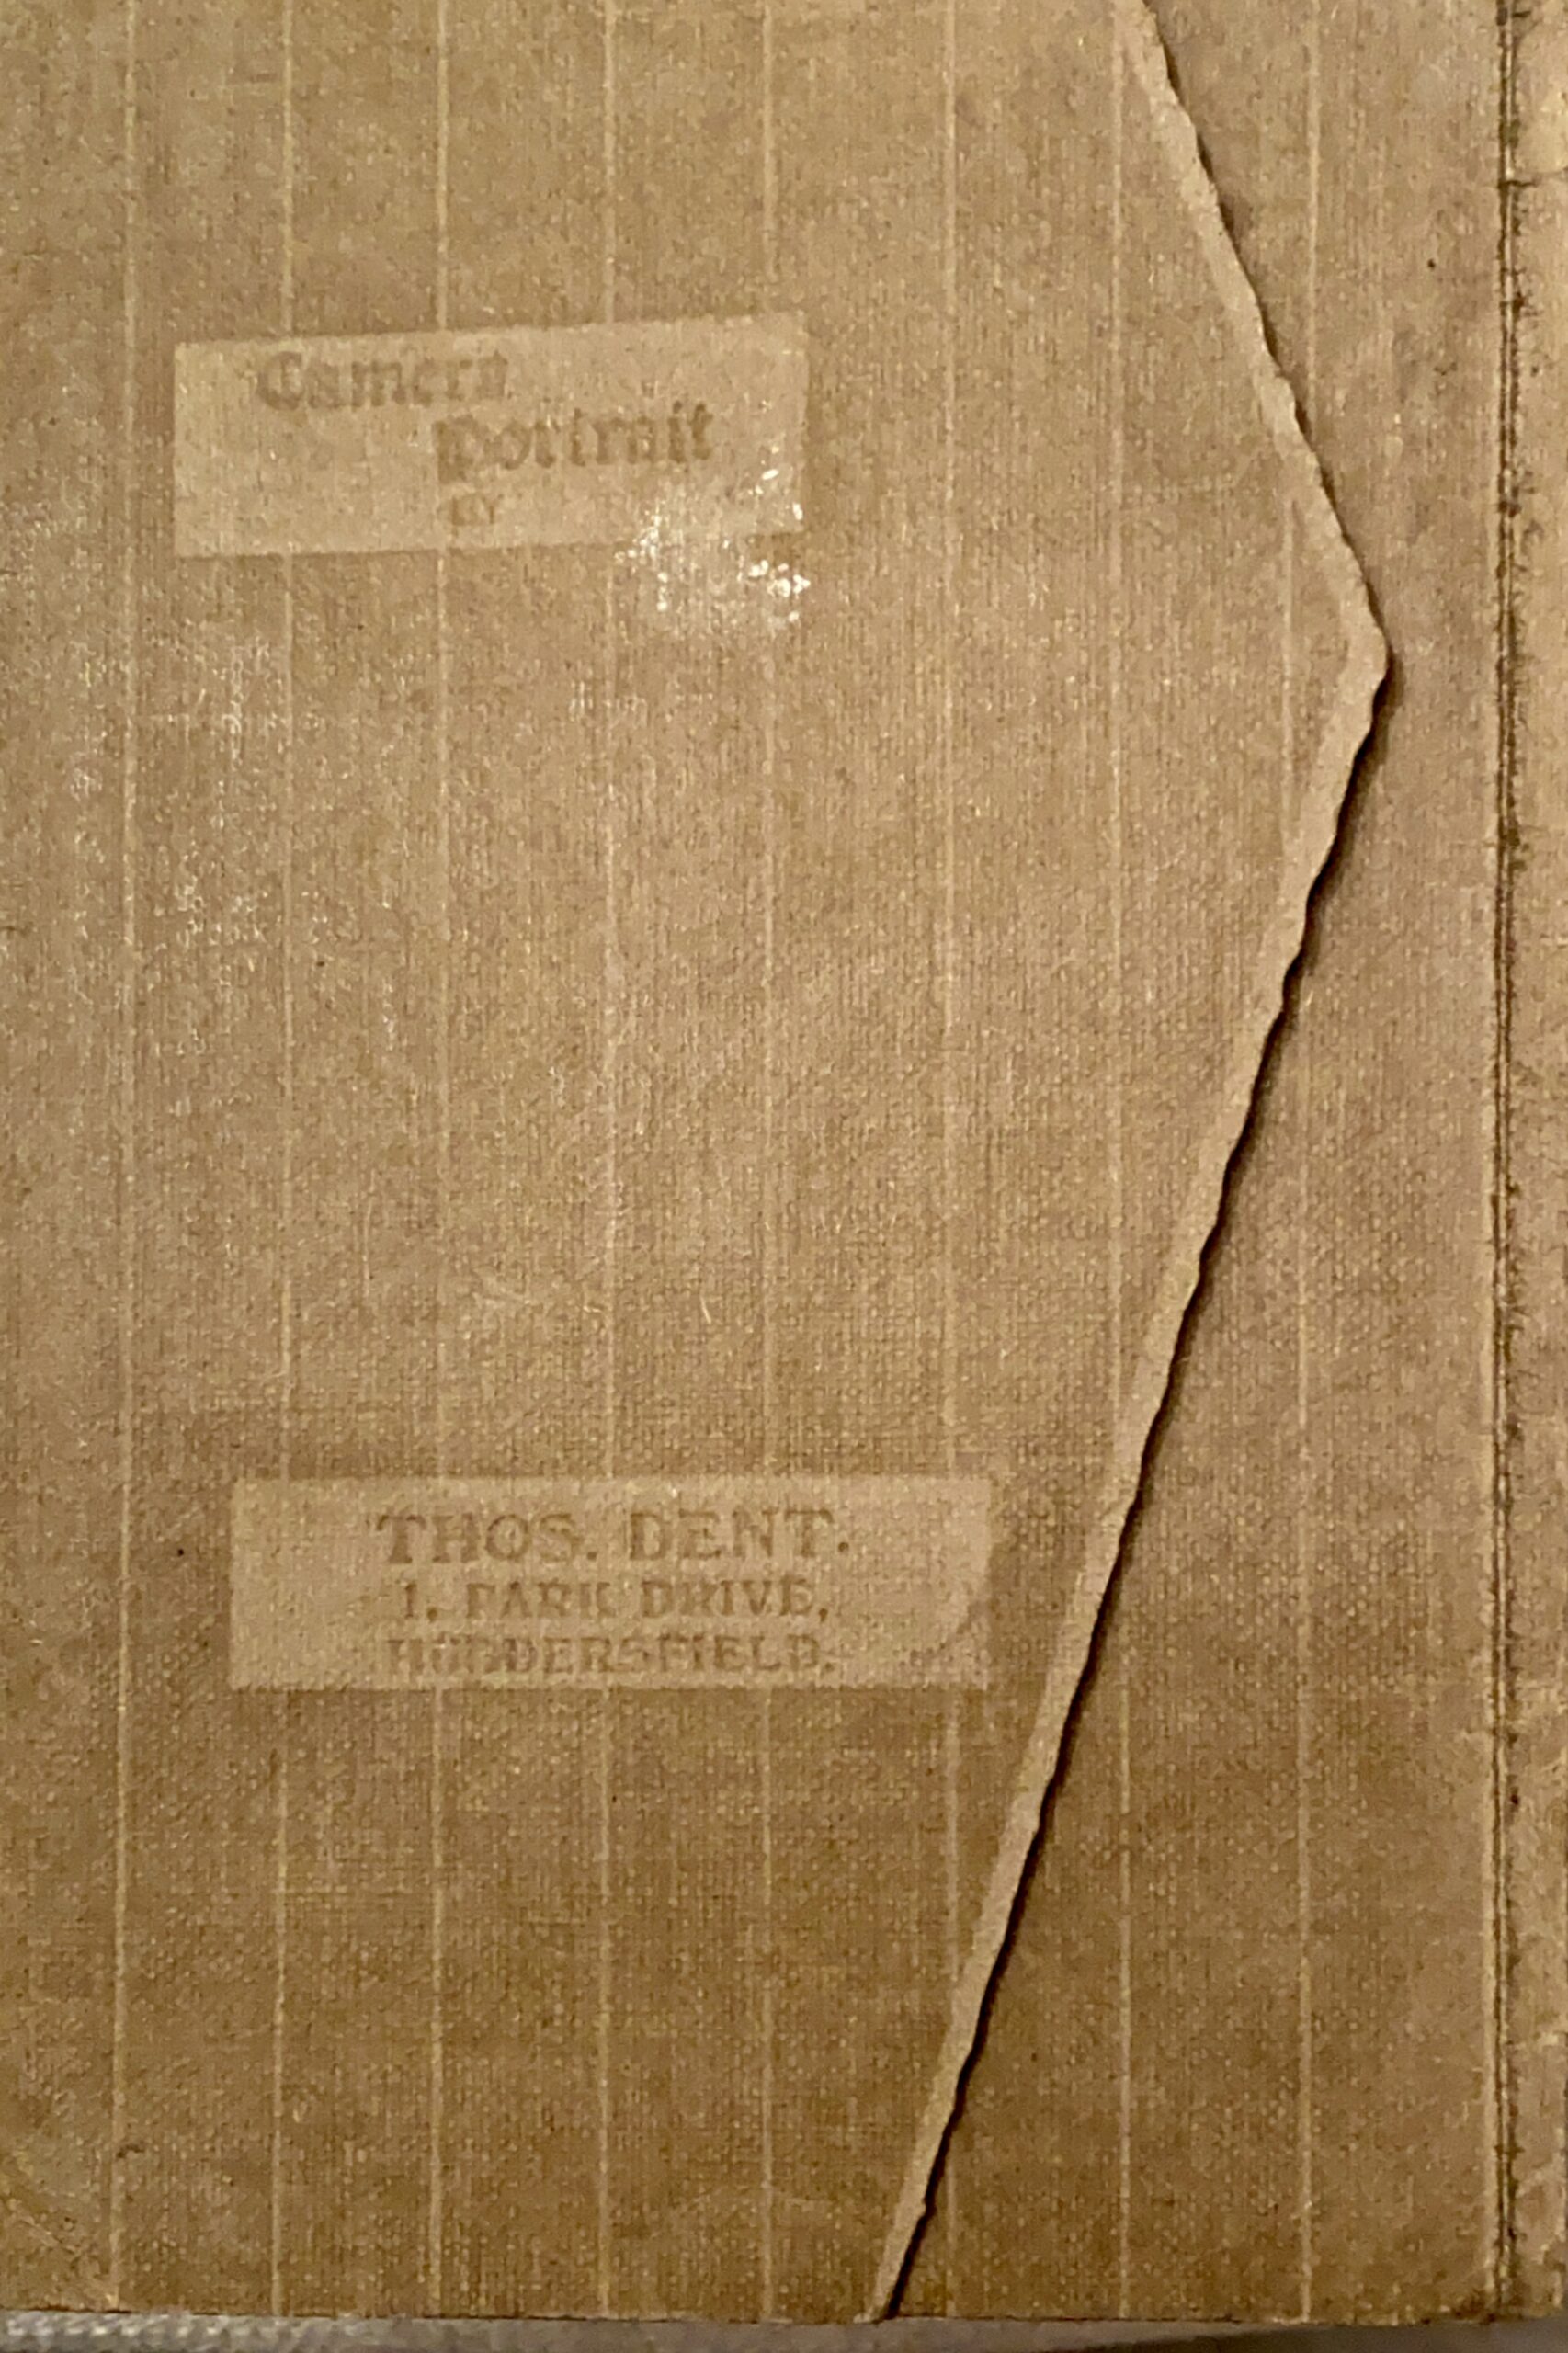 Camera
Portrait
BY
THOS. DENT.
1, PARK DRIVE,
HUDDERSFIELD.